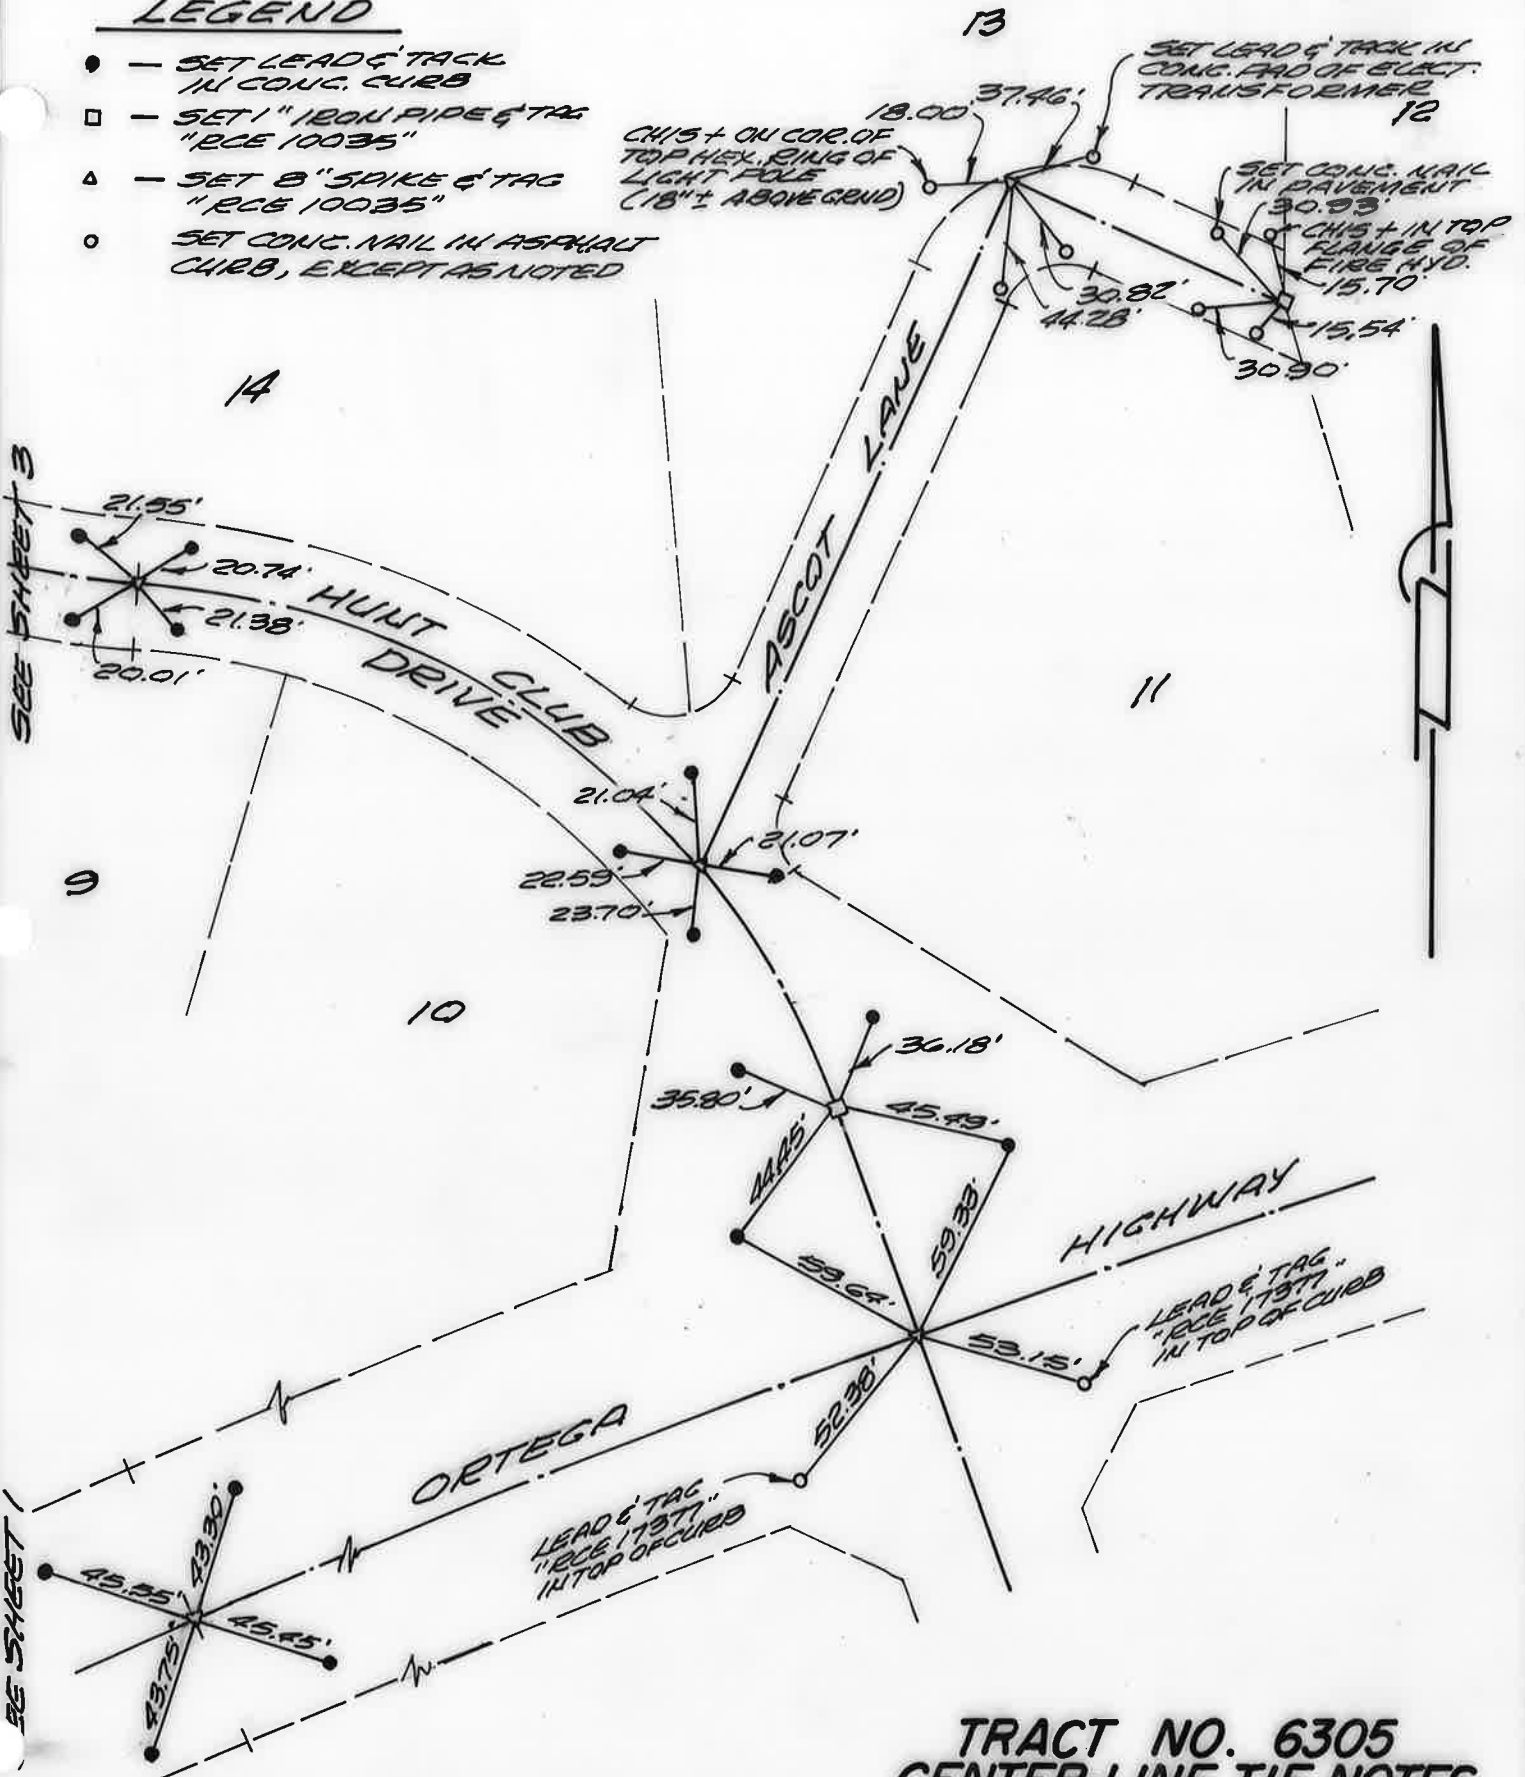 LEGEND
● — SET LEAD & TACK
IN CONC. CURB
□ — SET 1" IRON PIPE & TAG
"RCE 10035"
△ — SET 8" SPIKE & TAG
"RCE 10035"
○ SET CONC. NAIL IN ASPHALT
CURB, EXCEPT AS NOTED
13
SET LEAD & TACK IN
CONC. PAD OF ELECT.
TRANSFORMER
12
18.00'
37.46'
CHIS + ON COR. OF
TOP HEX. RING OF
LIGHT POLE
(18"± ABOVE GRND)
SET CONC. NAIL
IN PAVEMENT
30.93'
CHIS + IN TOP
FLANGE OF
FIRE HYD.
15.70'
30.82'
44.28'
15.54'
30.90'
14
SEE SHEET 3
21.55'
20.74'
21.38'
20.01'
HUNT CLUB
DRIVE
ASCOT LANE
11
21.04'
21.07'
22.59'
23.70'
9
10
36.18'
35.80'
45.49'
44.45'
59.33'
59.64'
HIGHWAY
LEAD & TAG
"RCE 17377"
IN TOP OF CURB
53.15'
52.38'
ORTEGA
LEAD & TAG
"RCE 17377"
IN TOP OF CURB
SEE SHEET 1
43.30'
45.55'
45.45'
43.75'
TRACT NO. 6305
CENTER LINE TIE NOTES